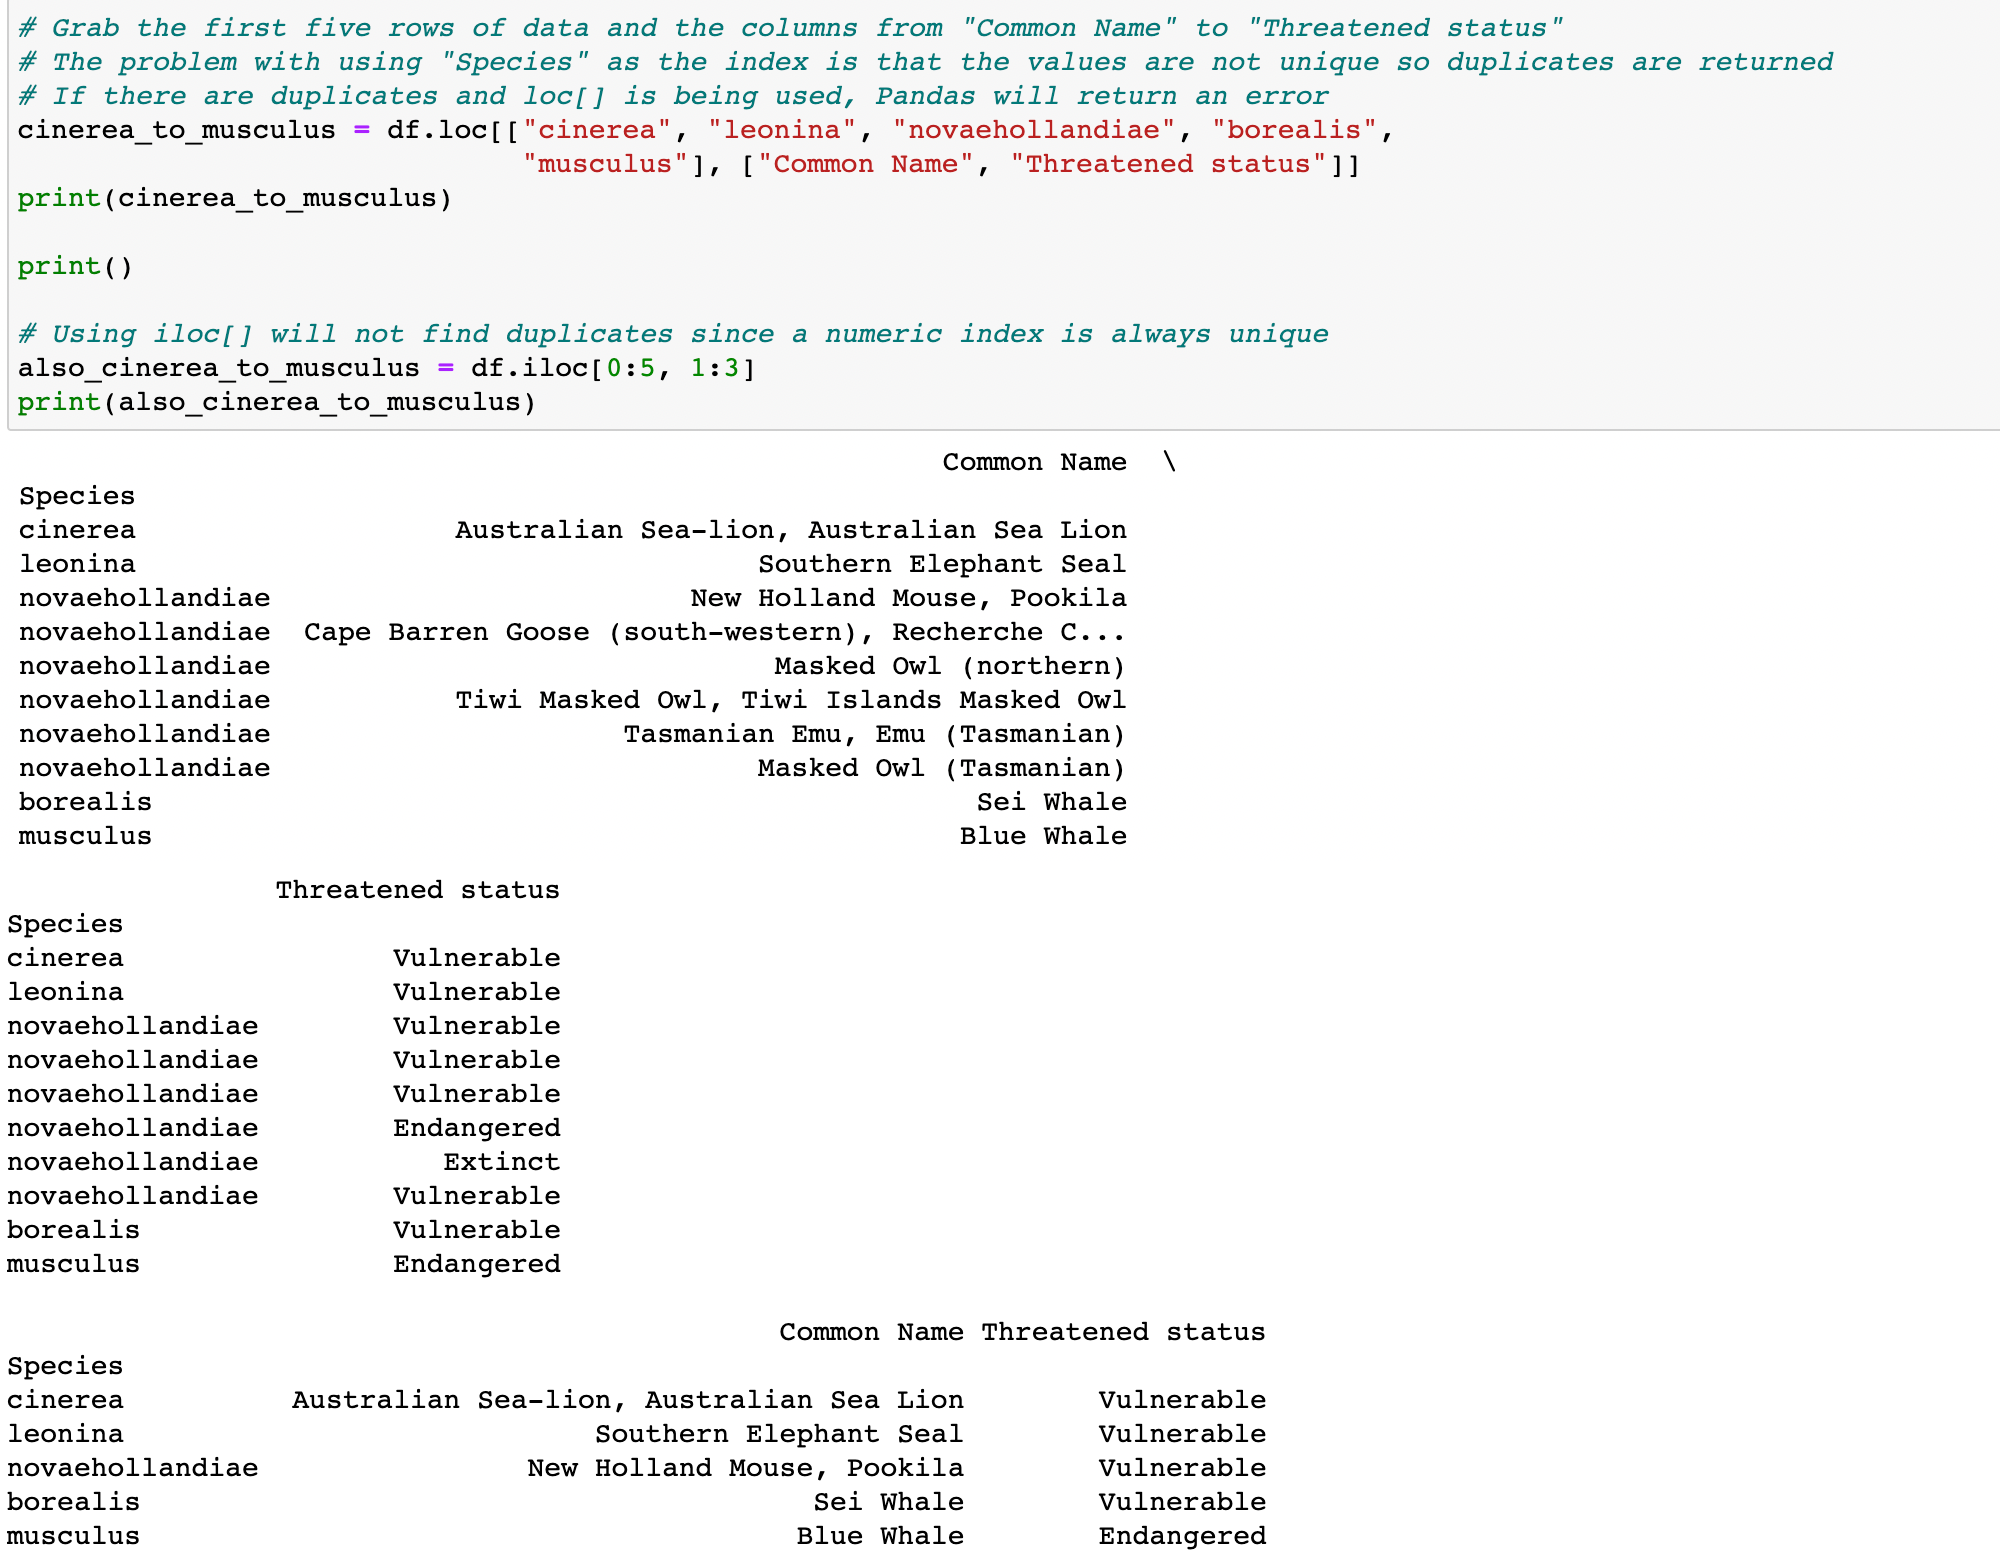 # Grab the first five rows of data and the columns from "Common Name" to "Threatened status"
# The problem with using "Species" as the index is that the values are not unique so duplicates are returned
# If there are duplicates and loc[] is being used, Pandas will return an error
cinerea_to_musculus = df.loc[["cinerea", "leonina", "novaehollandiae", "borealis",
                              "musculus"], ["Common Name", "Threatened status"]]
print(cinerea_to_musculus)

print()

# Using iloc[] will not find duplicates since a numeric index is always unique
also_cinerea_to_musculus = df.iloc[0:5, 1:3]
print(also_cinerea_to_musculus)

                                                       Common Name  \
Species
cinerea                   Australian Sea-lion, Australian Sea Lion
leonina                                     Southern Elephant Seal
novaehollandiae                         New Holland Mouse, Pookila
novaehollandiae  Cape Barren Goose (south-western), Recherche C...
novaehollandiae                              Masked Owl (northern)
novaehollandiae           Tiwi Masked Owl, Tiwi Islands Masked Owl
novaehollandiae                     Tasmanian Emu, Emu (Tasmanian)
novaehollandiae                             Masked Owl (Tasmanian)
borealis                                                 Sei Whale
musculus                                                Blue Whale

                Threatened status
Species
cinerea                Vulnerable
leonina                Vulnerable
novaehollandiae        Vulnerable
novaehollandiae        Vulnerable
novaehollandiae        Vulnerable
novaehollandiae        Endangered
novaehollandiae           Extinct
novaehollandiae        Vulnerable
borealis               Vulnerable
musculus               Endangered

                                              Common Name Threatened status
Species
cinerea          Australian Sea-lion, Australian Sea Lion        Vulnerable
leonina                            Southern Elephant Seal        Vulnerable
novaehollandiae                New Holland Mouse, Pookila        Vulnerable
borealis                                        Sei Whale        Vulnerable
musculus                                       Blue Whale        Endangered